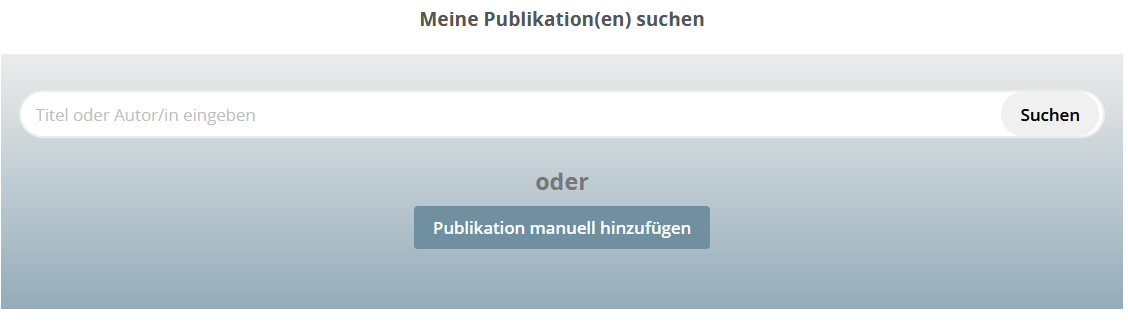 Meine Publikation(en) suchen
Titel oder Autor/in eingeben
Suchen
oder
Publikation manuell hinzufügen